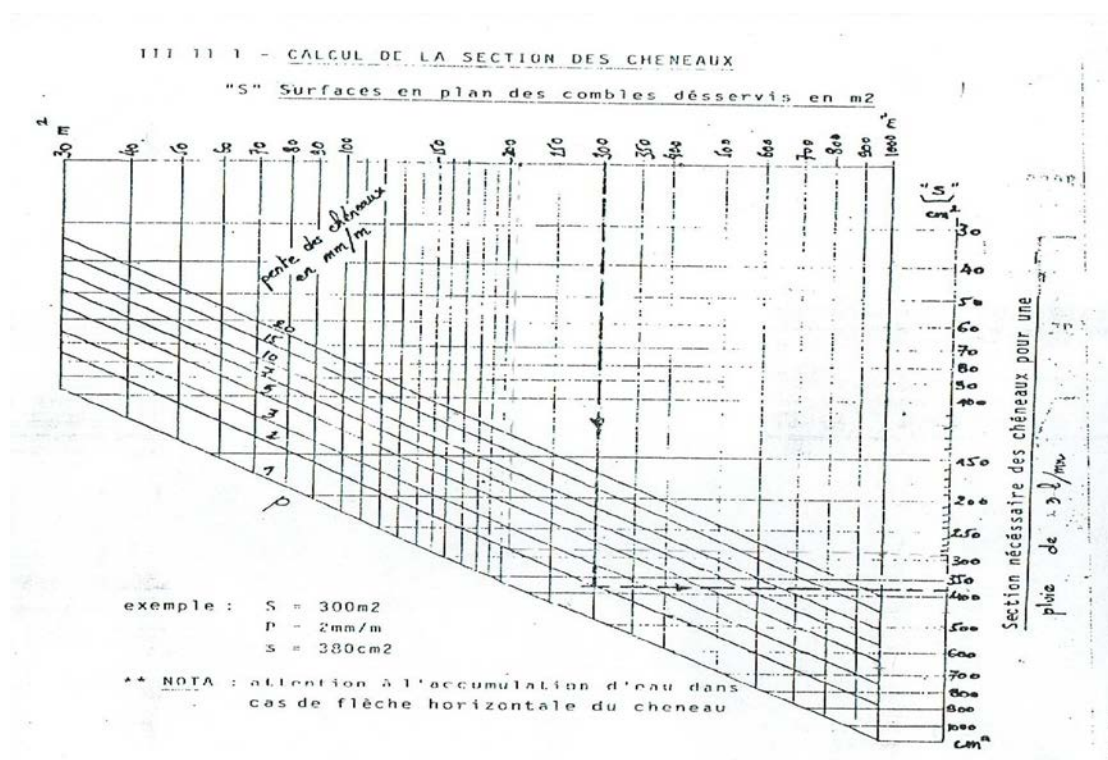 III 11 1 - CALCUL DE LA SECTION DES CHENEAUX
"S" Surfaces en plan des combles désservis en m2
30 m² 40 50 60 70 80 90 100 150 200 250 300 350 400 500 600 700 800 900 1000 m²
"S"
cm²
30
40
50
60
70
80
90
100
150
200
250
300
350
400
500
600
700
800
900
1000
cm²
pente des chéneaux
en mm/m
20
15
10
5
2
1
P
Section nécéssaire des chéneaux pour une
pluie de l/mn
exemple : S = 300m2
P - 2mm/m
s = 380cm2
** NOTA : attention à l'accumulation d'eau dans
cas de flèche horizontale du cheneau